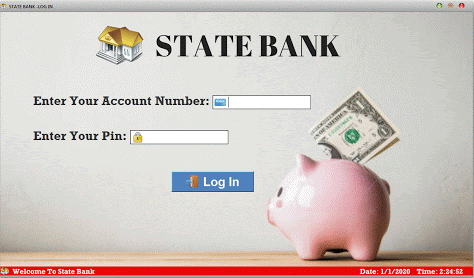 STATE BANK -LOG IN
STATE BANK
Enter Your Account Number:
Enter Your Pin:
Log In
Welcome To State Bank
Date: 1/1/2020 Time: 2:24:52